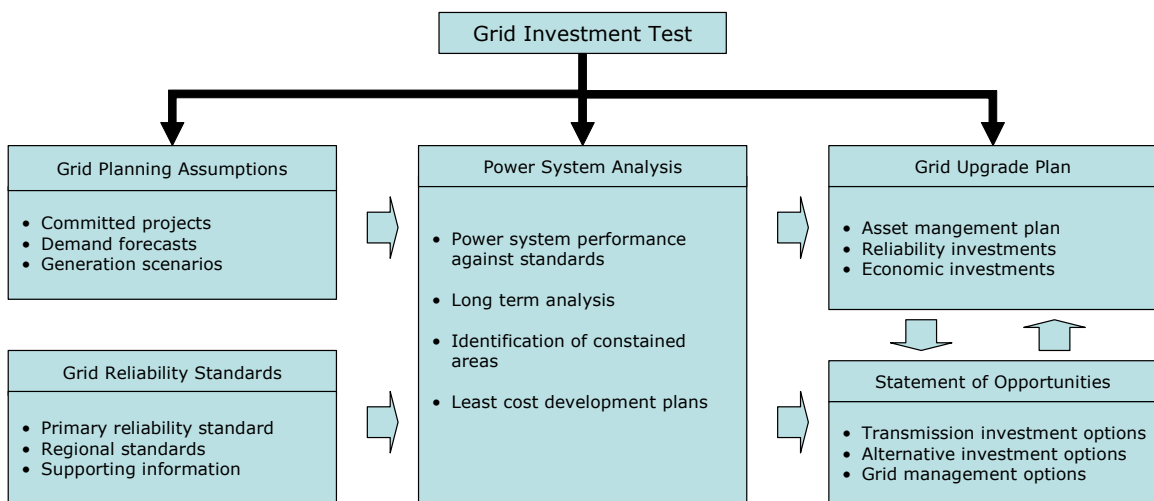 Grid Investment Test
Grid Planning Assumptions
• Committed projects
• Demand forecasts
• Generation scenarios
Grid Reliability Standards
• Primary reliability standard
• Regional standards
• Supporting information
Power System Analysis
• Power system performance
against standards
• Long term analysis
• Identification of constained
areas
• Least cost development plans
Grid Upgrade Plan
• Asset mangement plan
• Reliability investments
• Economic investments
Statement of Opportunities
• Transmission investment options
• Alternative investment options
• Grid management options